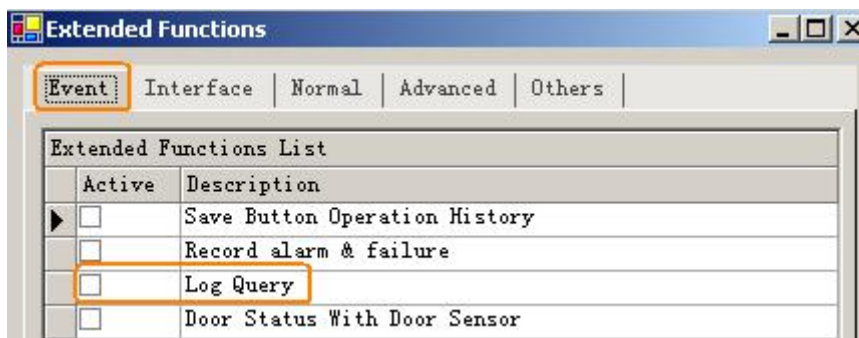 Extended Functions
Event Interface Normal Advanced Others
Extended Functions List
Active Description
Save Button Operation History
Record alarm & failure
Log Query
Door Status With Door Sensor